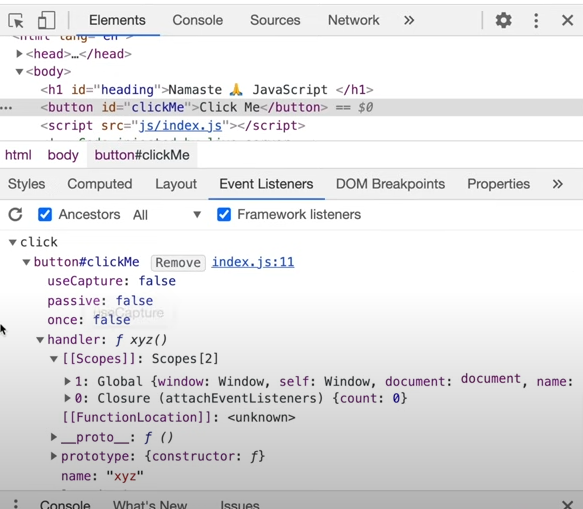 Elements Console Sources Network »
<html lang="en">
<head>…</head>
<body>
<h1 id="heading">Namaste 🙏 JavaScript </h1>
••• <button id="clickMe">Click Me</button> == $0
<script src="js/index.js"></script>
html body button#clickMe
Styles Computed Layout Event Listeners DOM Breakpoints Properties »
Ancestors All Framework listeners
click
button#clickMe Remove index.js:11
useCapture: false
passive: false
useCapture
once: false
handler: ƒ xyz()
[[Scopes]]: Scopes[2]
1: Global {window: Window, self: Window, document: document, name:
0: Closure (attachEventListeners) {count: 0}
[[FunctionLocation]]: <unknown>
__proto__: ƒ ()
prototype: {constructor: ƒ}
name: "xyz"
Console What's New Issues